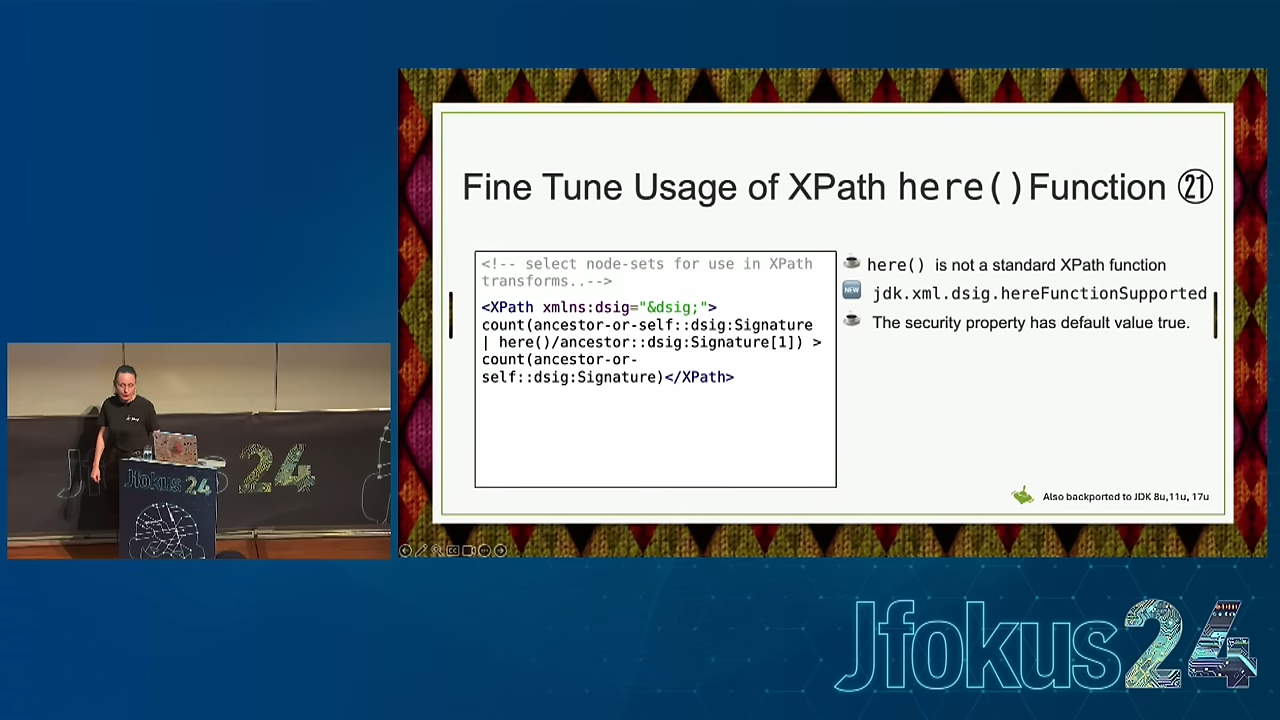 Fine Tune Usage of XPath here() Function ㉑
<!-- select node-sets for use in XPath
transforms..-->
<XPath xmlns:dsig="&dsig;">
count(ancestor-or-self::dsig:Signature
| here()/ancestor::dsig:Signature[1]) >
count(ancestor-or-
self::dsig:Signature)</XPath>
here() is not a standard XPath function
NEW jdk.xml.dsig.hereFunctionSupported
The security property has default value true.
Also backported to JDK 8u,11u, 17u
CC
24
Jfokus 24
Jfokus24